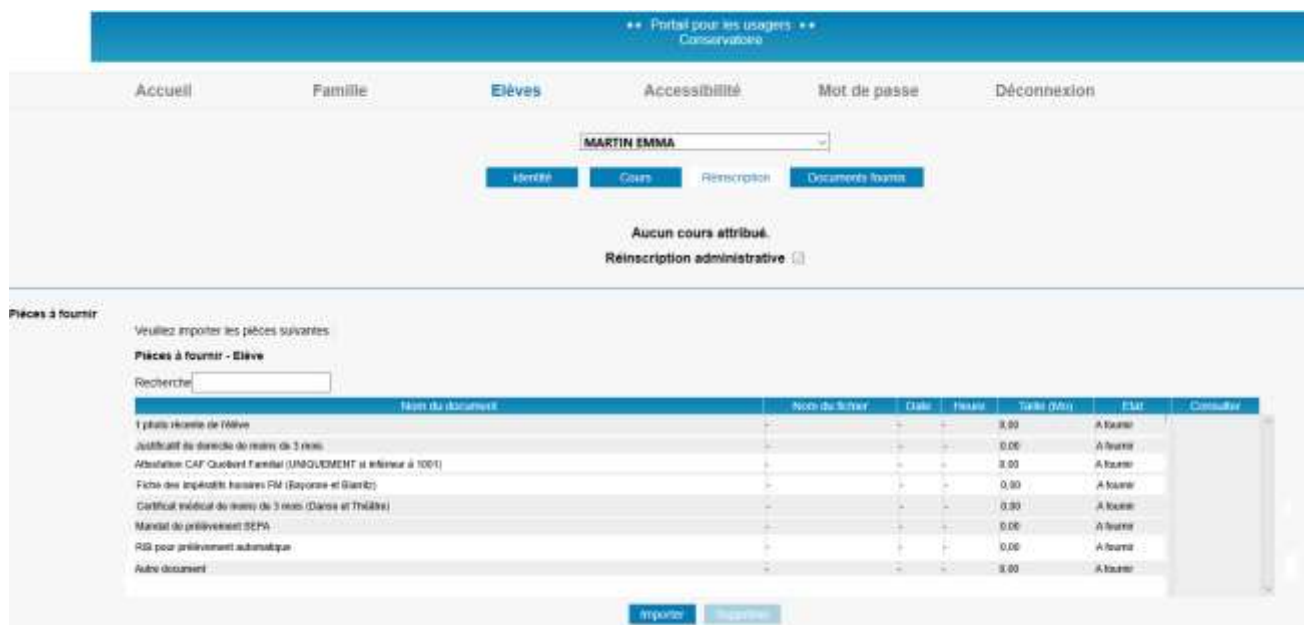 •• Portail pour les usagers ••
Conservatoire
Accueil Famille Elèves Accessibilité Mot de passe Déconnexion
MARTIN EMMA
Identité Cours Réinscription Documents fournis
Aucun cours attribué.
Réinscription administrative
Pièces à fournir
Veuillez importer les pièces suivantes
Pièces à fournir - Elève
Recherche
Nom du document Nom du fichier Date Heure Taille (Mo) Etat Consulter
1 photo récente de l'élève - - - 0,00 A fournir
Justificatif de domicile de moins de 3 mois - - - 0,00 A fournir
Attestation CAF Quotient Familial (UNIQUEMENT si inférieur à 1001) - - - 0,00 A fournir
Fiche des impératifs horaires FM (Bayonne et Biarritz) - - - 0,00 A fournir
Certificat médical de moins de 3 mois (Danse et Théâtre) - - - 0,00 A fournir
Mandat de prélèvement SEPA - - - 0,00 A fournir
RIB pour prélèvement automatique - - - 0,00 A fournir
Autre document - - - 0,00 A fournir
Importer Supprimer